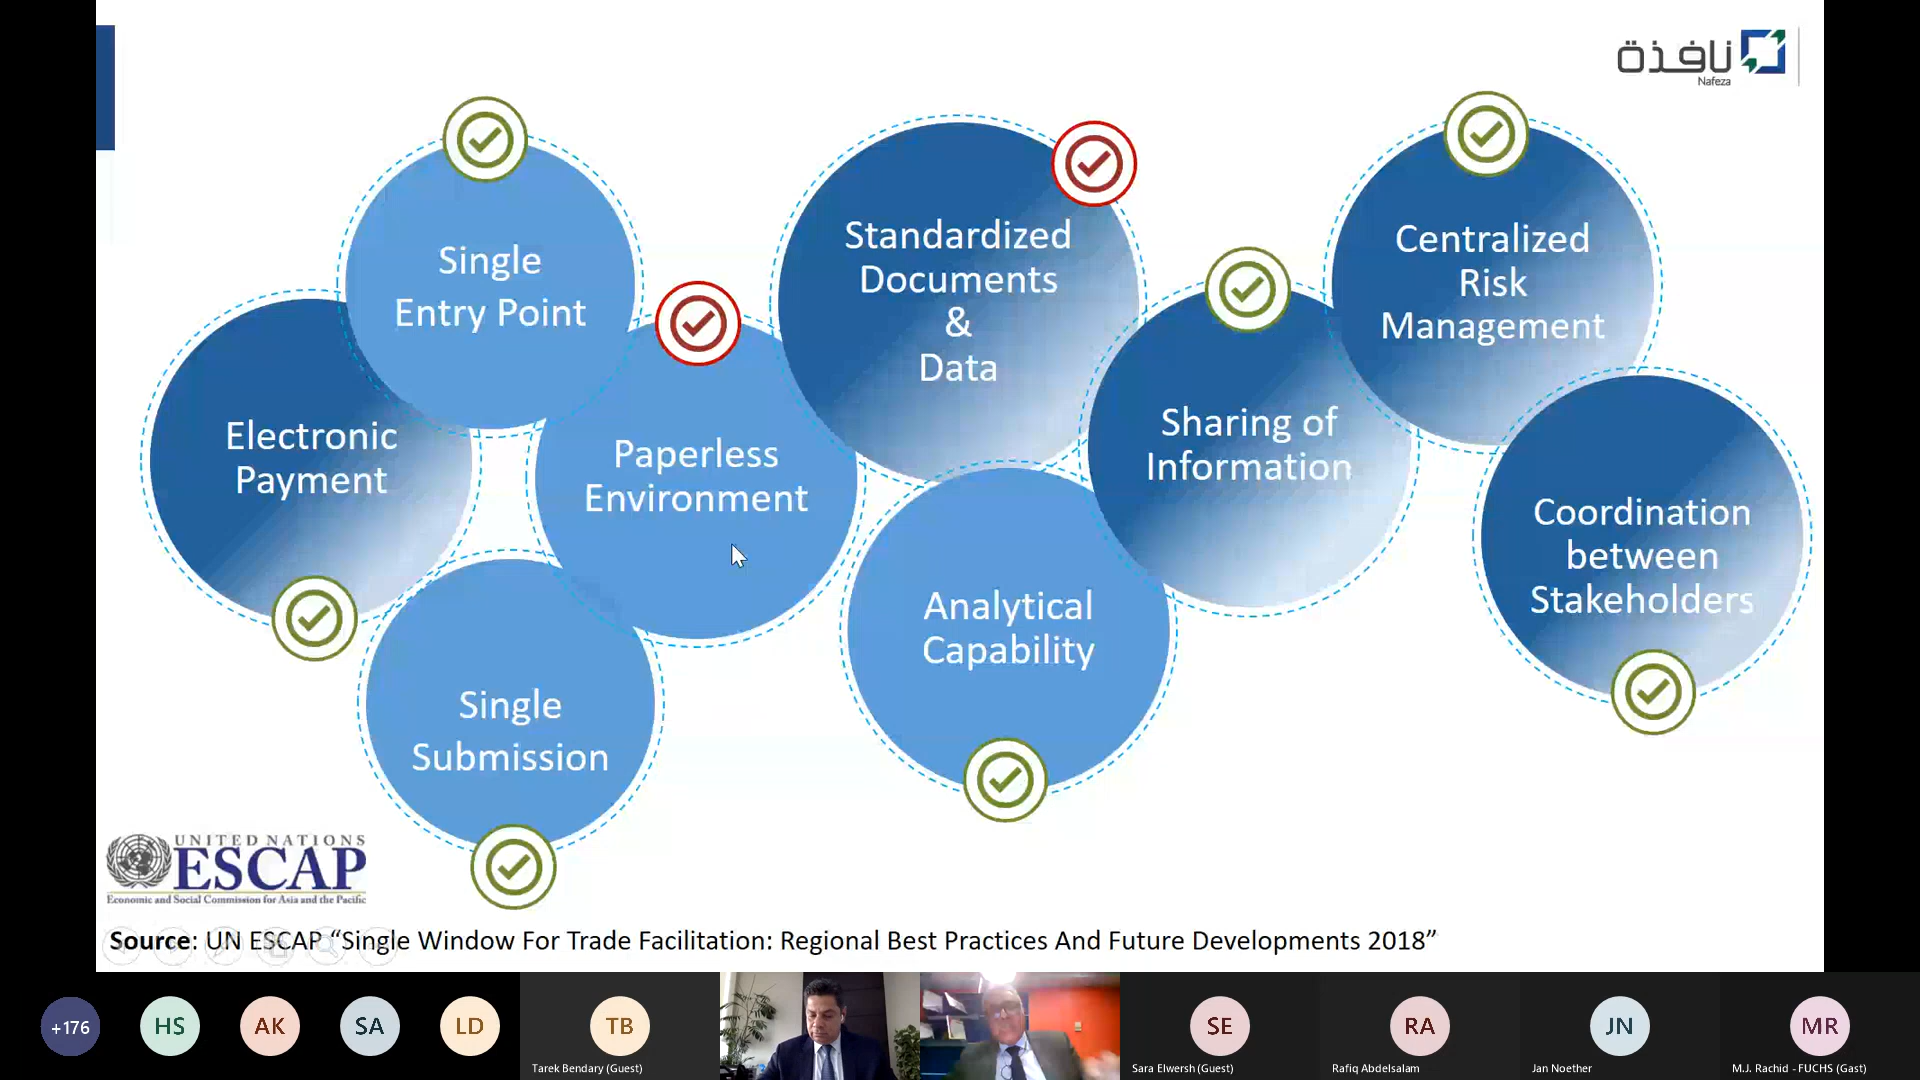 نافذة
Nafeza
Single
Entry Point
Standardized
Documents
&
Data
Centralized
Risk
Management
Electronic
Payment
Paperless
Environment
Sharing of
Information
Coordination
between
Stakeholders
Single
Submission
Analytical
Capability
UNITED NATIONS
ESCAP
Economic and Social Commission for Asia and the Pacific
Source: UN ESCAP “Single Window For Trade Facilitation: Regional Best Practices And Future Developments 2018”
+176
HS
AK
SA
LD
TB
Tarek Bendary (Guest)
SE
Sara Elwersh (Guest)
RA
Rafiq Abdelsalam
JN
Jan Noether
MR
M.J. Rachid - FUCHS (Gast)